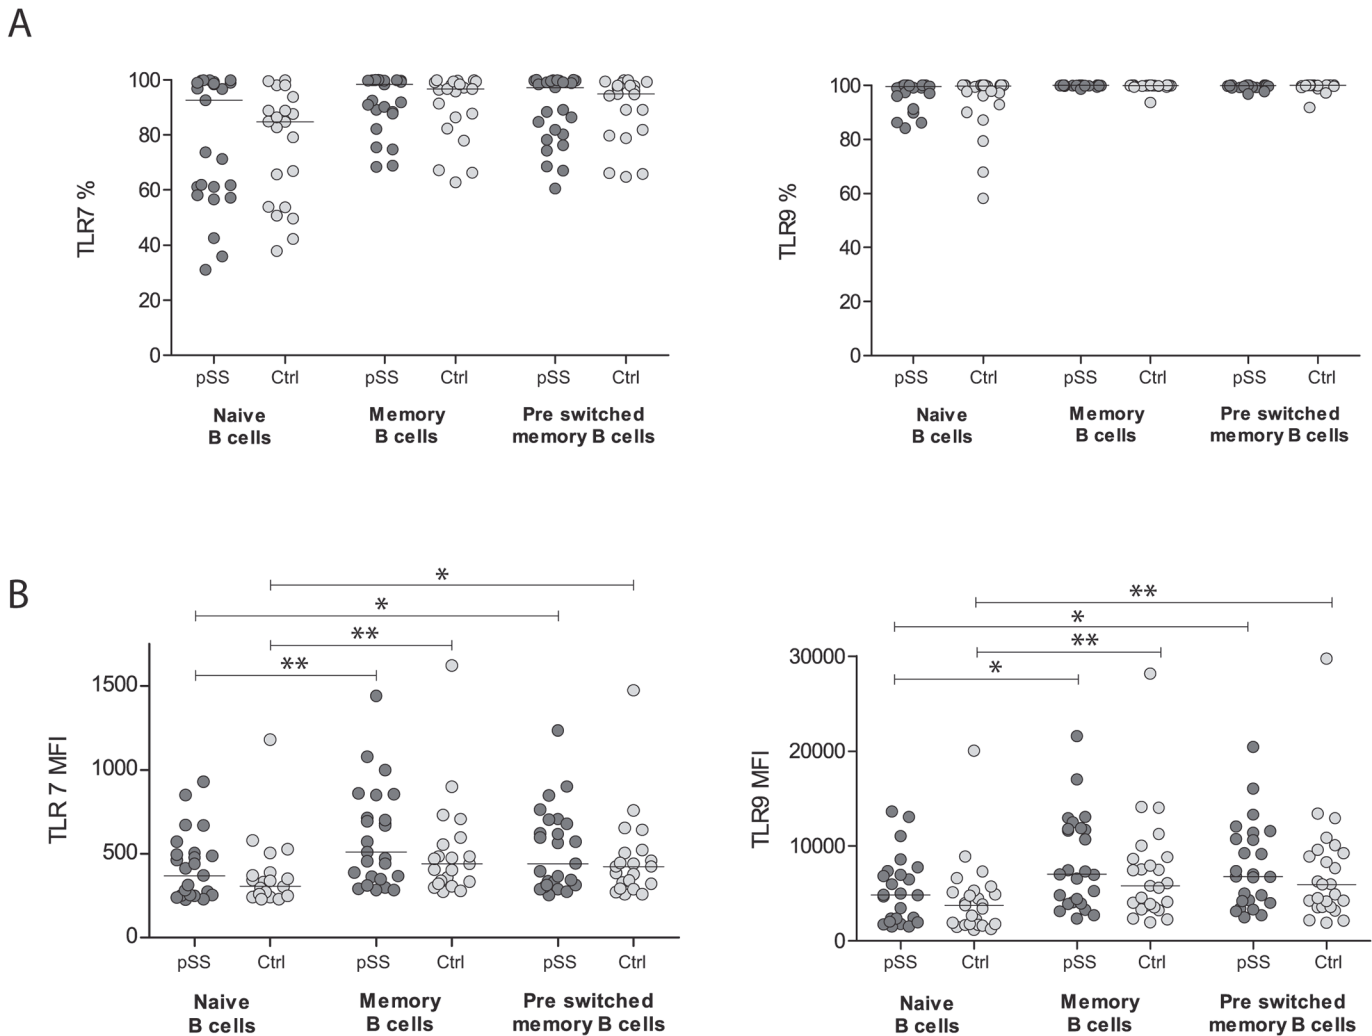 A
TLR7 %
100
80
60
40
20
0
pSS Ctrl pSS Ctrl pSS Ctrl
Naive Memory Pre switched
B cells B cells memory B cells
TLR9 %
100
80
60
40
20
0
pSS Ctrl pSS Ctrl pSS Ctrl
Naive Memory Pre switched
B cells B cells memory B cells
B
*
*
**
**
TLR 7 MFI
1500
1000
500
0
pSS Ctrl pSS Ctrl pSS Ctrl
Naive Memory Pre switched
B cells B cells memory B cells
**
*
**
*
TLR9 MFI
30000
20000
10000
0
pSS Ctrl pSS Ctrl pSS Ctrl
Naive Memory Pre switched
B cells B cells memory B cells